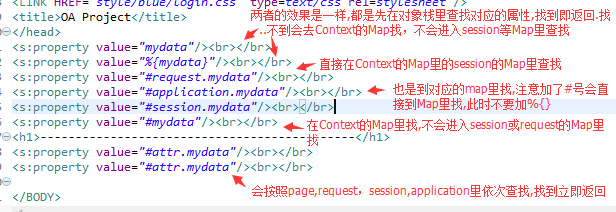 <LINK HREF="style/blue/login.css" type=text/css rel=stylesheet />
<title>OA Project</title> 两者的效果是一样,都是先在对象栈里查找对应的属性,找到即返回.找
</head> ..不到会去Context的Map找，不会进入session等Map里查找
<s:property value="mydata"/><br></br>
<s:property value="%{mydata}"/><br></br>
<s:property value="#request.mydata"/><br></br> 直接在Context的Map里的session的Map里查找
<s:property value="#application.mydata"/><br></br> 也是到对应的map里找,注意加了#号会直
<s:property value="#session.mydata"/><br></br> 接到Map里找,此时不要加%{}
<s:property value="#mydata"/><br></br> 在Context的Map里找,不会进入session或request的Map里
<h1>------------------------------------</h1> 找
<s:property value="#attr.mydata"/><br></br>
<s:property value="#attr.mydata"/><br></br>
会按照page,request，session,application里依次查找,找到立即返回
</BODY>